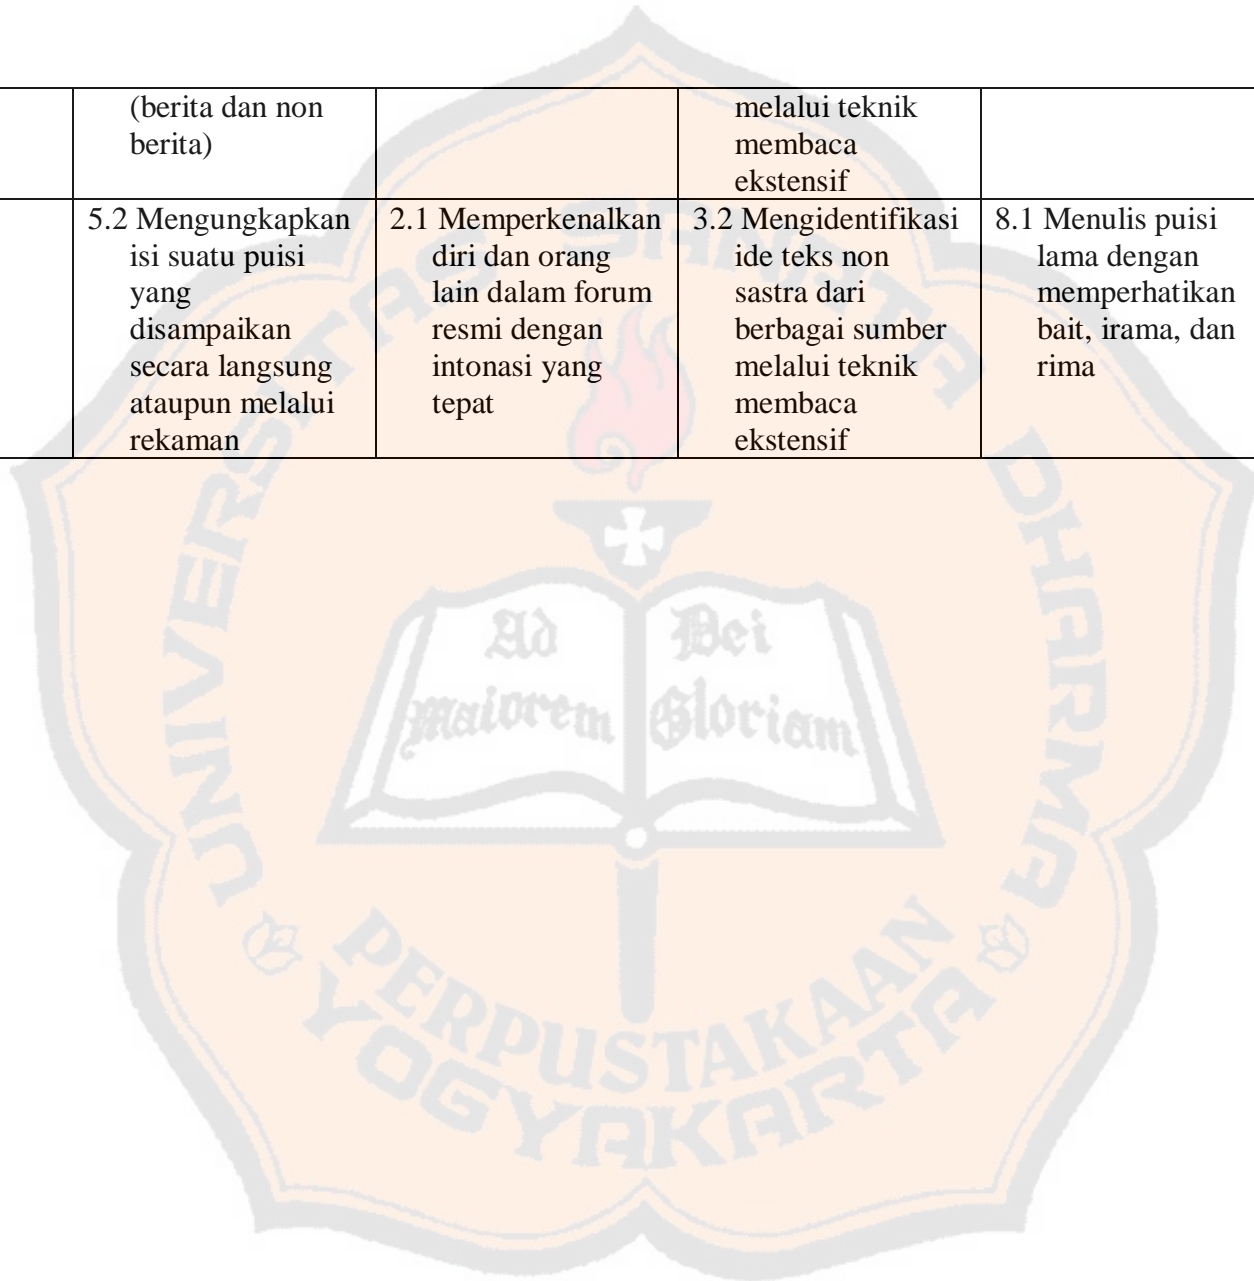 (berita dan non
berita)
melalui teknik
membaca
ekstensif
5.2 Mengungkapkan
isi suatu puisi
yang
disampaikan
secara langsung
ataupun melalui
rekaman
2.1 Memperkenalkan
diri dan orang
lain dalam forum
resmi dengan
intonasi yang
tepat
3.2 Mengidentifikasi
ide teks non
sastra dari
berbagai sumber
melalui teknik
membaca
ekstensif
8.1 Menulis puisi
lama dengan
memperhatikan
bait, irama, dan
rima
UNIVERSITAS SANATA DHARMA
Ad
maiorem
Dei
Gloriam
PERPUSTAKAAN
YOGYAKARTA